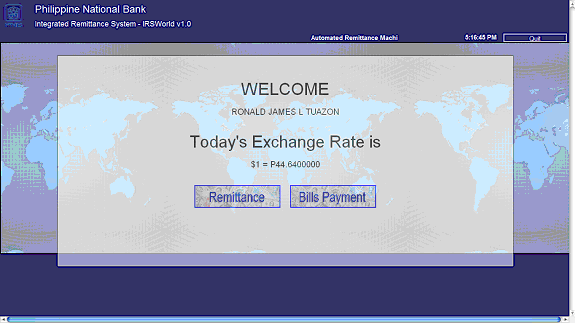 Philippine National Bank
Integrated Remittance System - IRSWorld v1.0
Automated Remittance Machi
5:16:45 PM
Quit
WELCOME
RONALD JAMES L TUAZON
Today's Exchange Rate is
$1 = P44.6400000
Remittance
Bills Payment